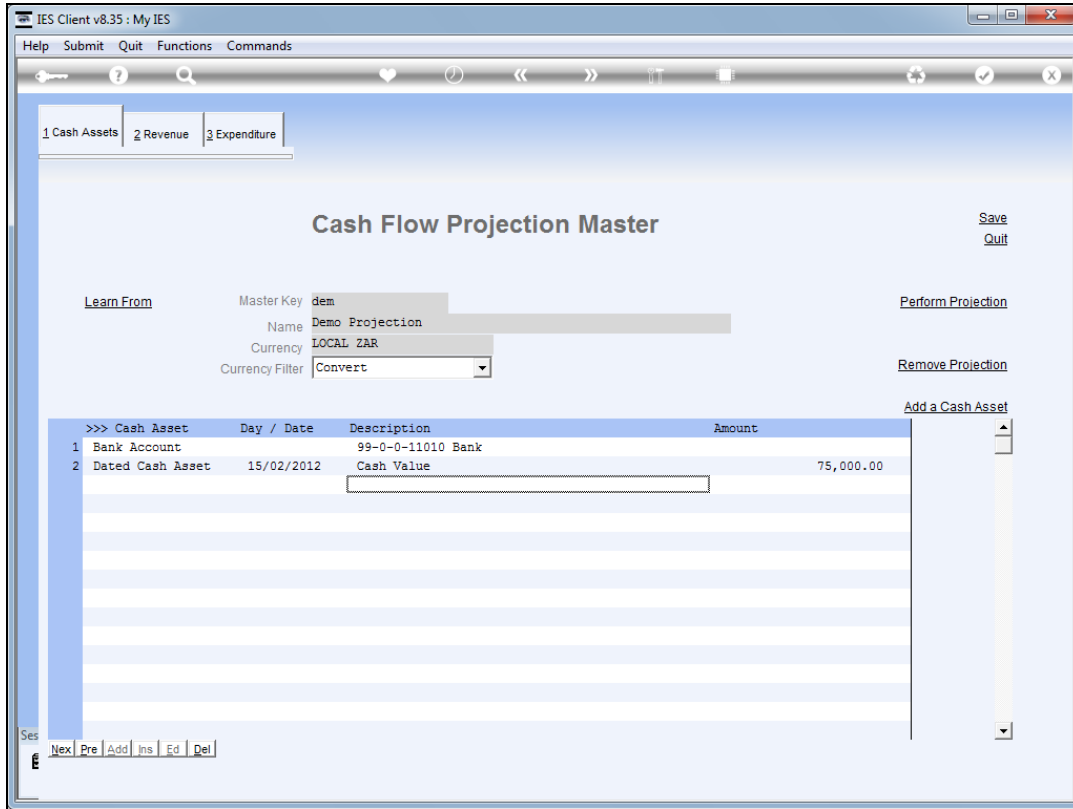 IES Client v8.35 : My IES
Help Submit Quit Functions Commands
1 Cash Assets 2 Revenue 3 Expenditure
Cash Flow Projection Master
Save
Quit
Learn From Master Key dem Perform Projection
Name Demo Projection
Currency LOCAL ZAR
Currency Filter Convert Remove Projection
Add a Cash Asset
>>> Cash Asset Day / Date Description Amount
1 Bank Account 99-0-0-11010 Bank
2 Dated Cash Asset 15/02/2012 Cash Value 75,000.00
Ses
Nex Pre Add Ins Ed Del